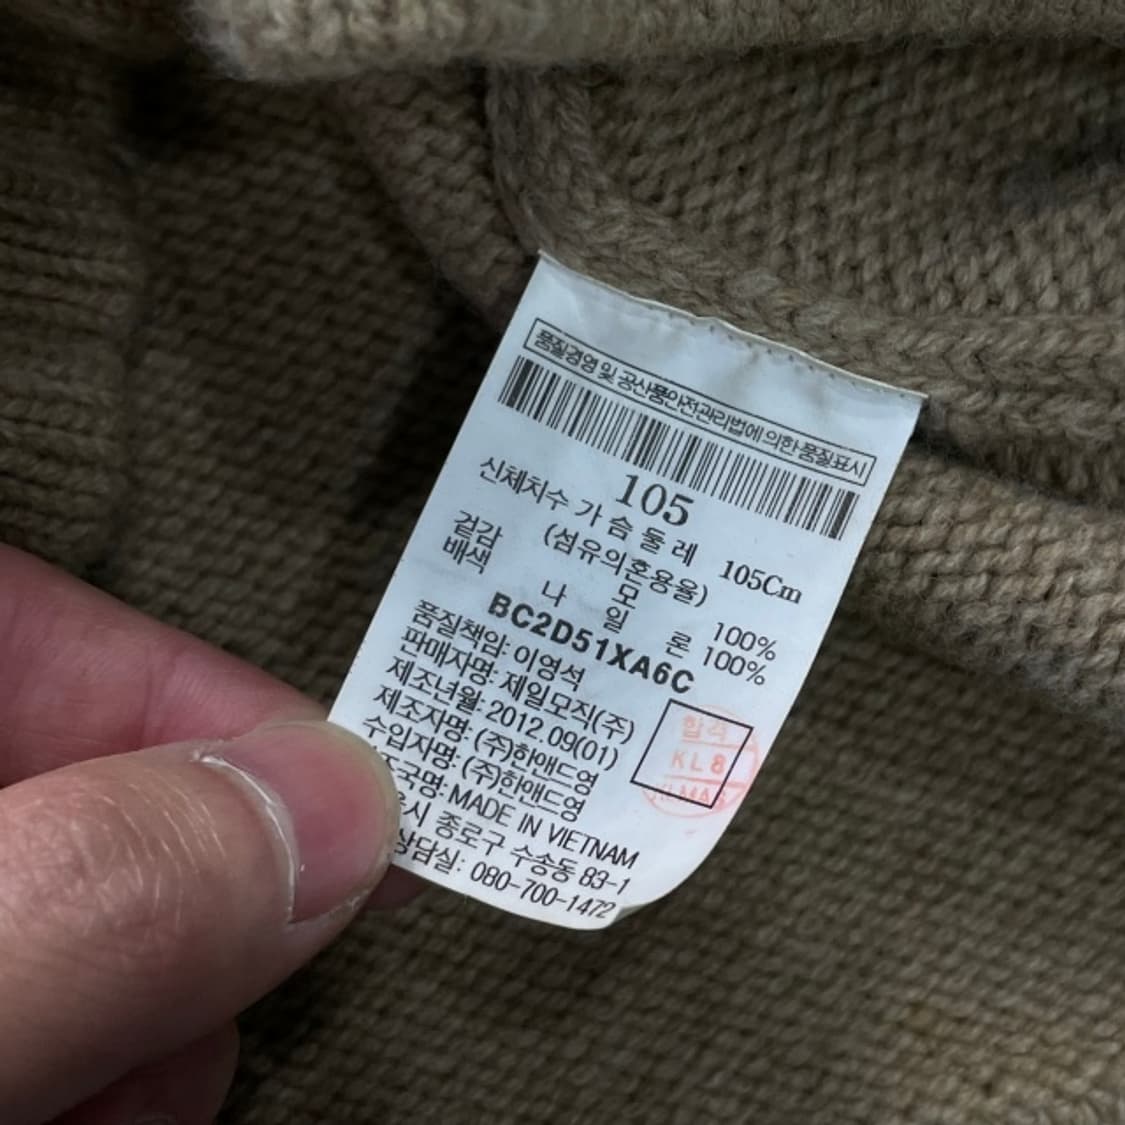 품질경영 및 공산품안전관리법에 의한 품질표시
105
신체치수 가슴둘레 105Cm
(섬유의혼용율)
겉감 모 100%
배색 나 일 론 100%
BC2D51XA6C
품질책임: 이영석
판매자명: 제일모직(주)
제조년월: 2012.09(01)
제조자명: (주)한앤드영
수입자명: (주)한앤드영
국명: MADE IN VIETNAM
시 종로구 수송동 83-1
상담실: 080-700-1472
합격
KL 8